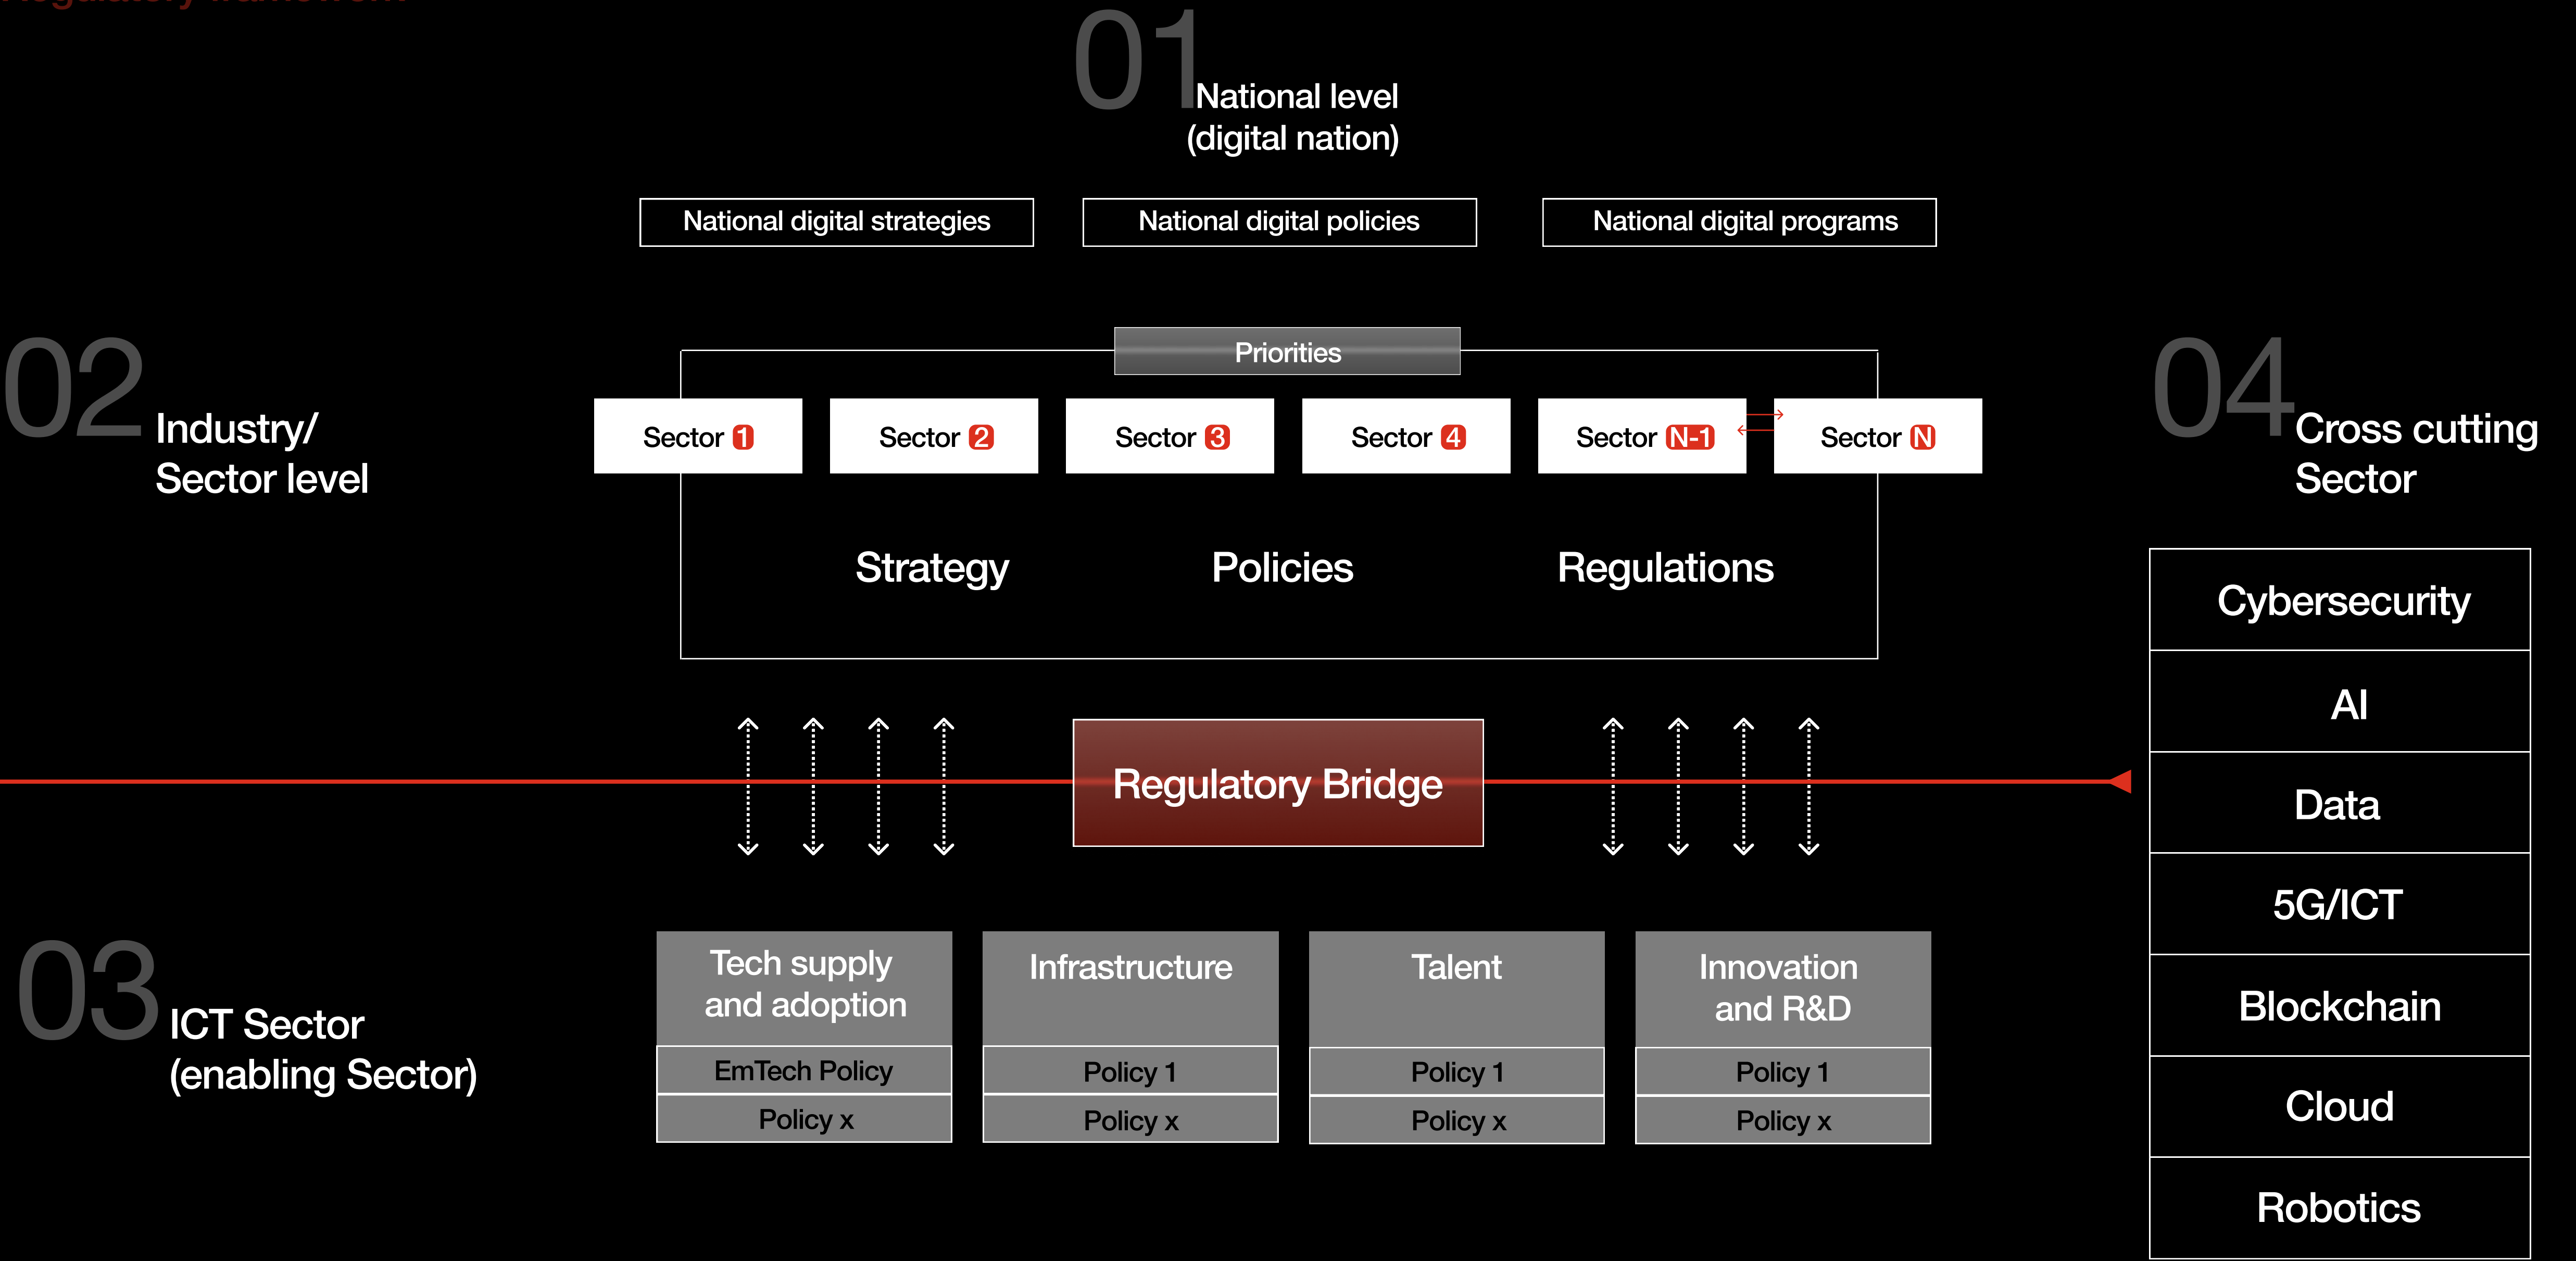 Regulatory framework
01
National level
(digital nation)
National digital strategies
National digital policies
National digital programs
02
Industry/
Sector level
Priorities
Sector 1
Sector 2
Sector 3
Sector 4
Sector N-1
Sector N
Strategy
Policies
Regulations
Regulatory Bridge
03
ICT Sector
(enabling Sector)
Tech supply
and adoption
EmTech Policy
Policy x
Infrastructure
Policy 1
Policy x
Talent
Policy 1
Policy x
Innovation
and R&D
Policy 1
Policy x
04
Cross cutting
Sector
Cybersecurity
AI
Data
5G/ICT
Blockchain
Cloud
Robotics